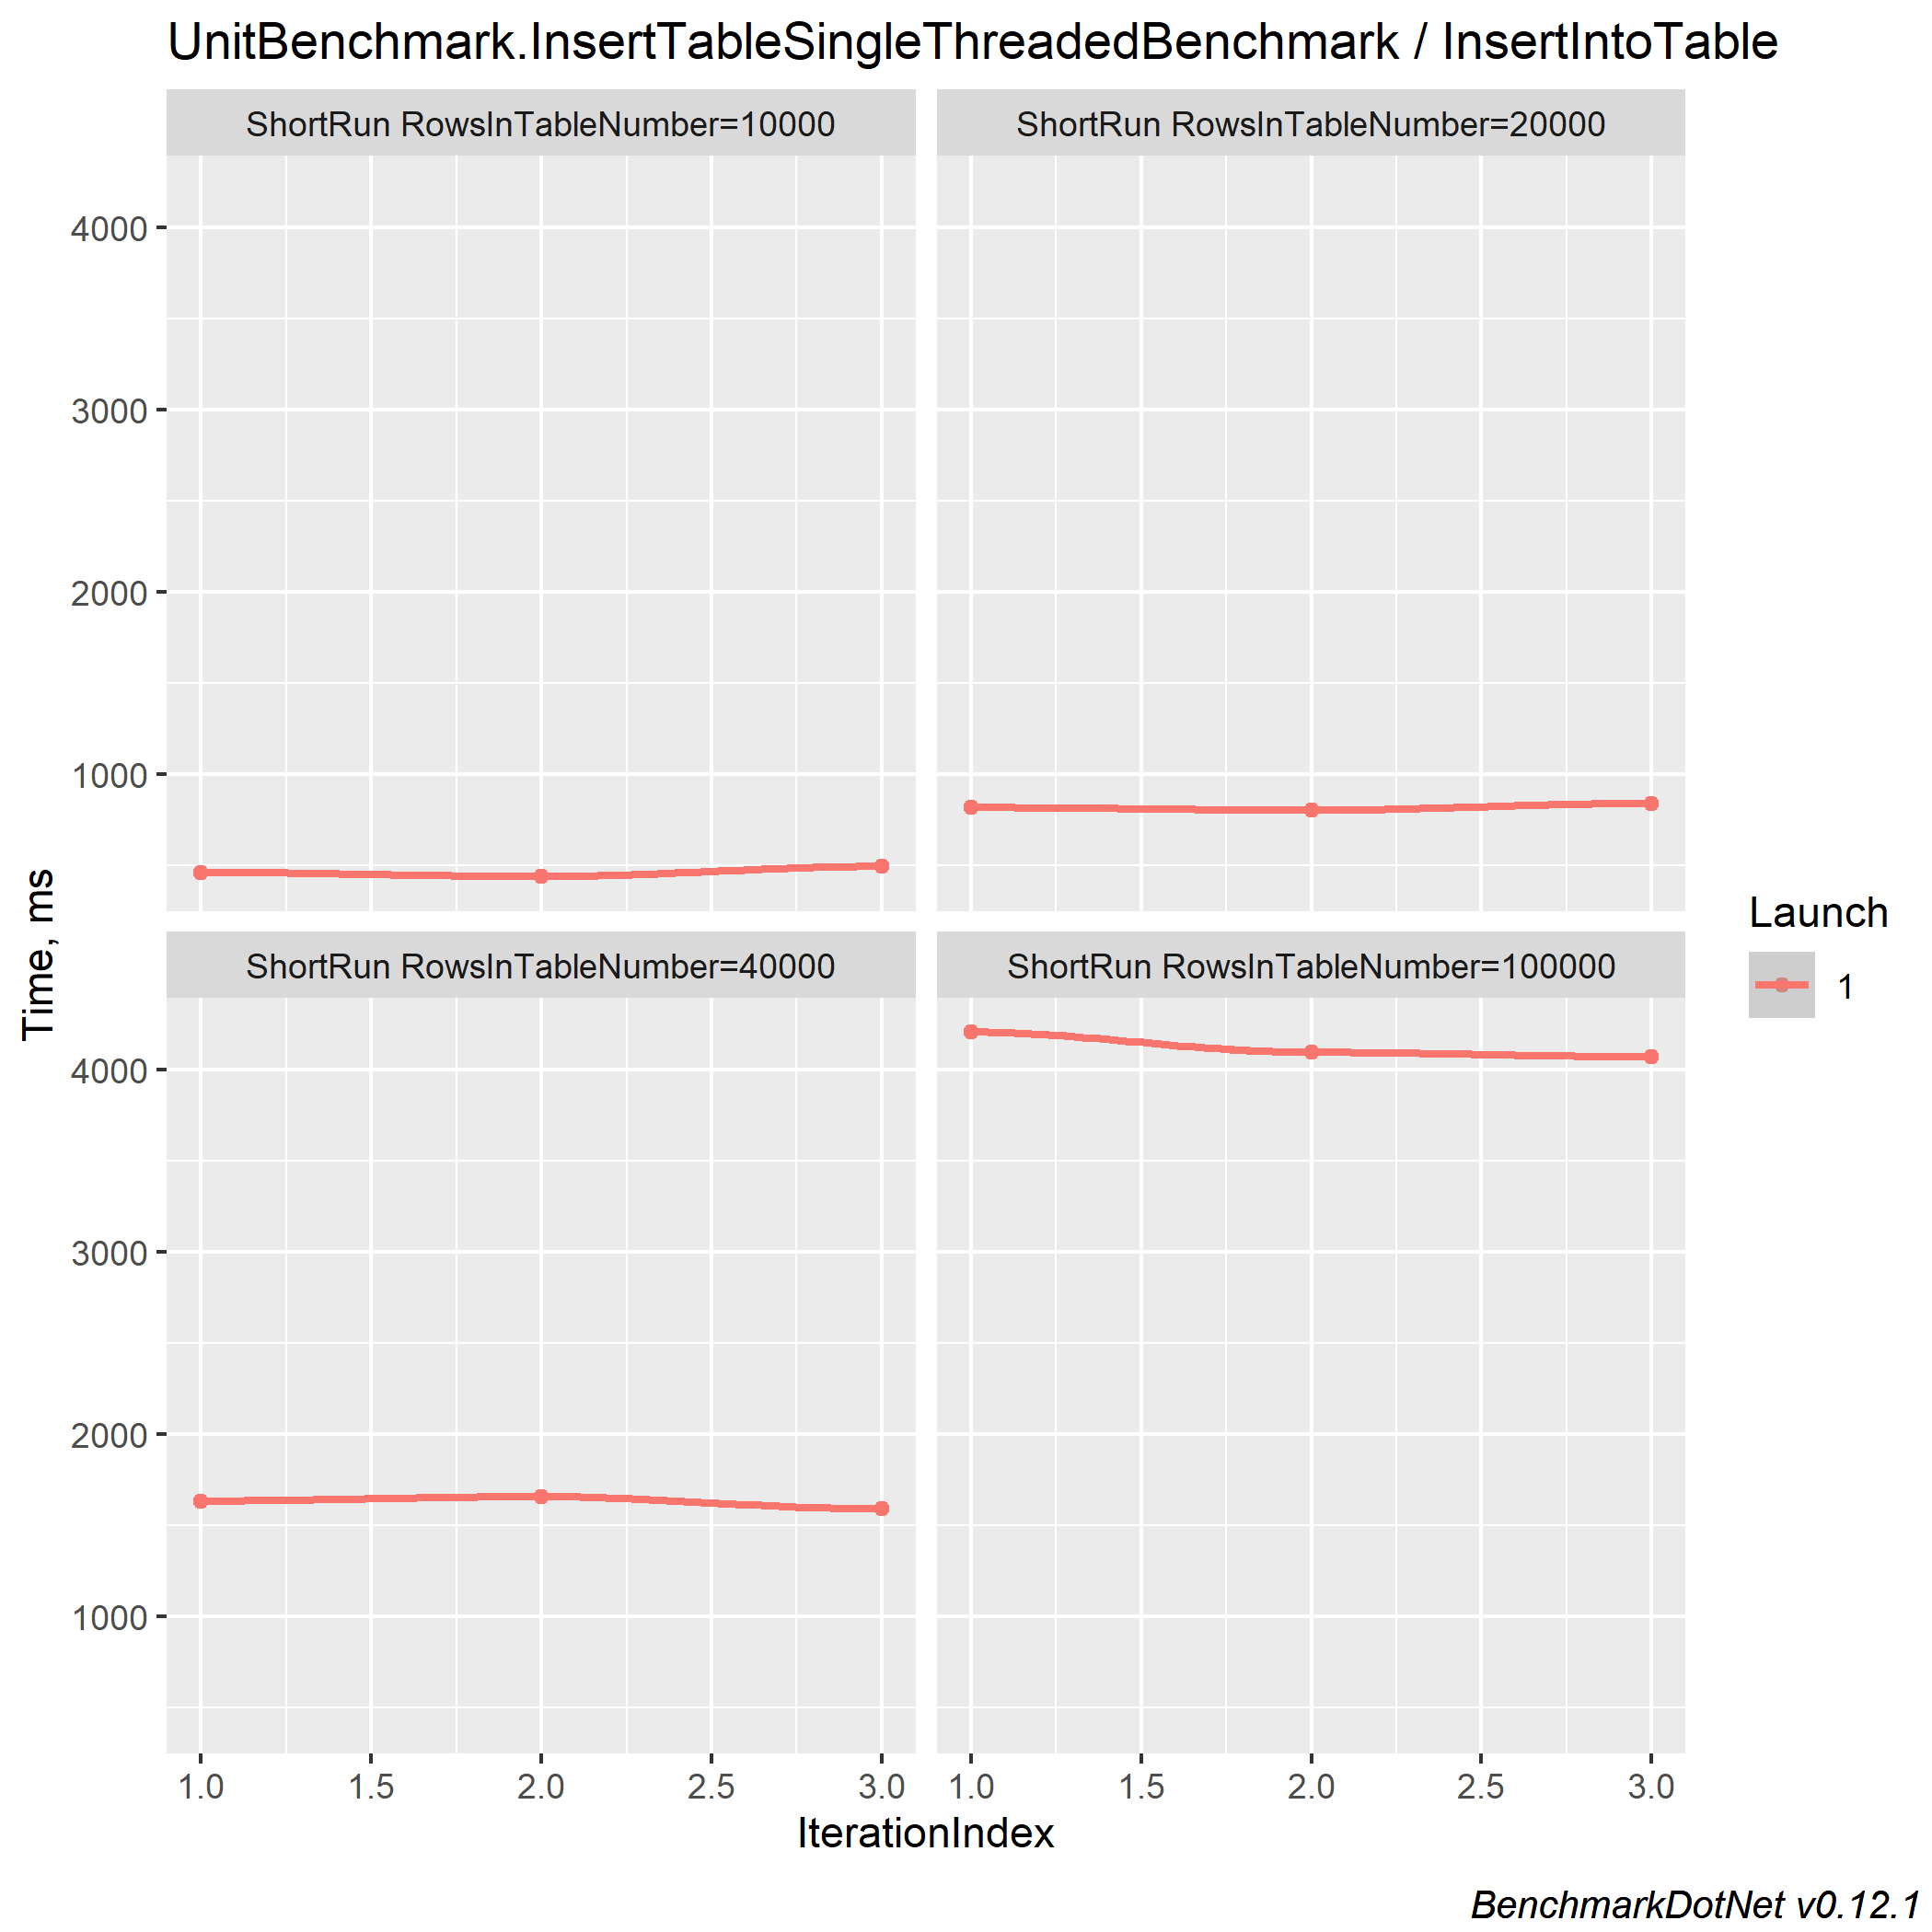 UnitBenchmark.InsertTableSingleThreadedBenchmark / InsertIntoTable
ShortRun RowsInTableNumber=10000
ShortRun RowsInTableNumber=20000
4000
3000
2000
1000
ShortRun RowsInTableNumber=40000
ShortRun RowsInTableNumber=100000
4000
3000
2000
1000
Time, ms
1.0 1.5 2.0 2.5 3.0
1.0 1.5 2.0 2.5 3.0
IterationIndex
Launch
1
BenchmarkDotNet v0.12.1